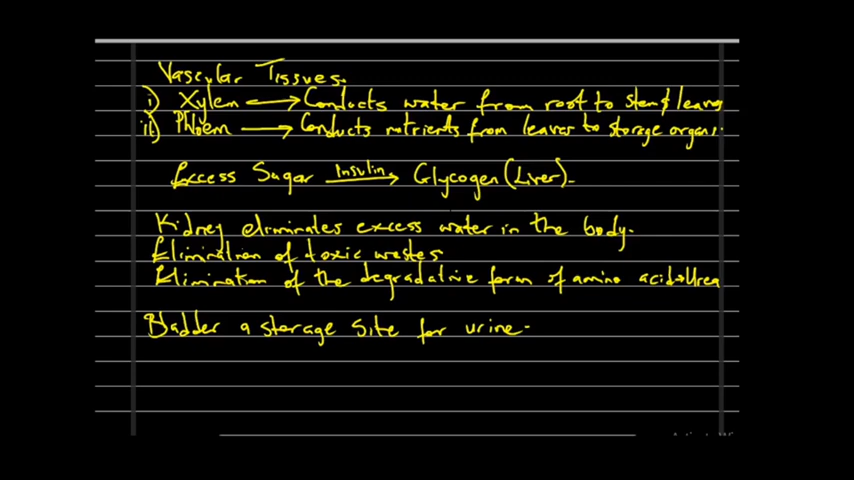 Vascular Tissues.
i) Xylem ⟷ Conducts water from root to stem & leaves
ii) Phloem ⟶ Conducts nutrients from leaves to storage organs.
Excess Sugar Insulin⟶ Glycogen (Liver).
Kidney eliminates excess water in the body.
Elimination of toxic wastes
Elimination of the degradative form of amino acid→Urea
Bladder a storage site for urine.